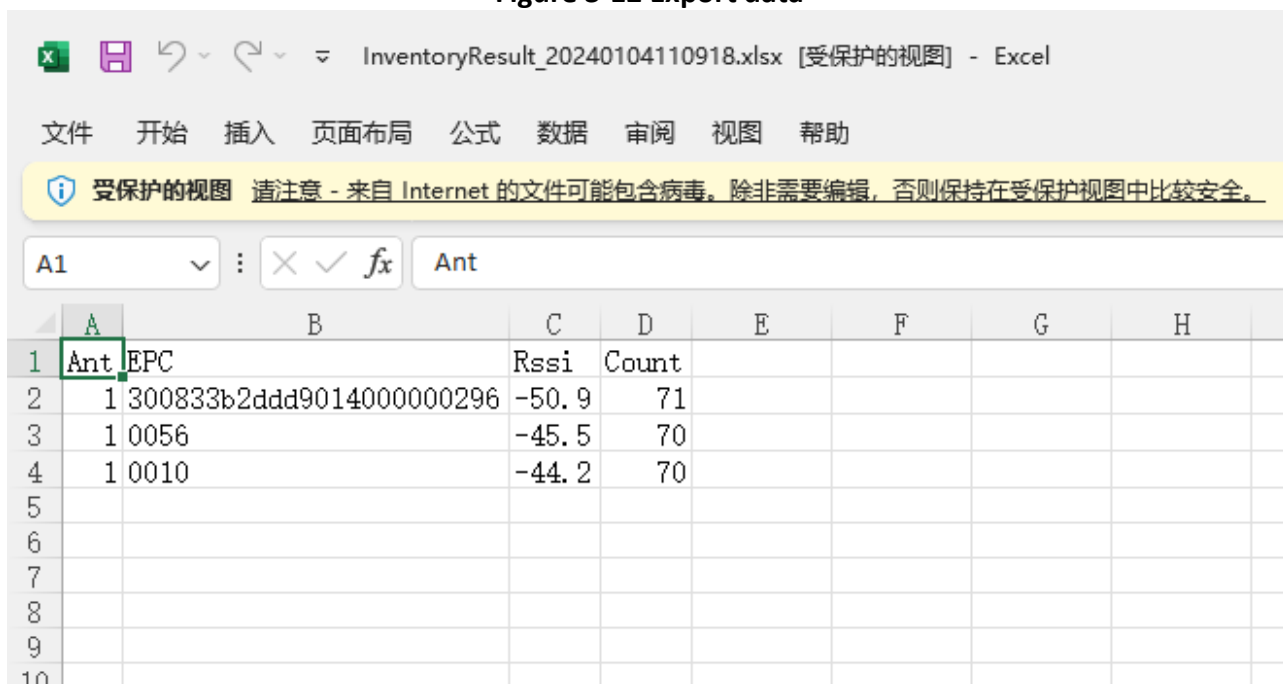 InventoryResult_20240104110918.xlsx [受保护的视图] - Excel
文件 开始 插入 页面布局 公式 数据 审阅 视图 帮助
受保护的视图 请注意 - 来自 Internet 的文件可能包含病毒。除非需要编辑，否则保持在受保护视图中比较安全。
A1 fx Ant
A B C D E F G H
1 Ant EPC Rssi Count
2 1 300833b2ddd9014000000296 -50.9 71
3 1 0056 -45.5 70
4 1 0010 -44.2 70
5
6
7
8
9
10